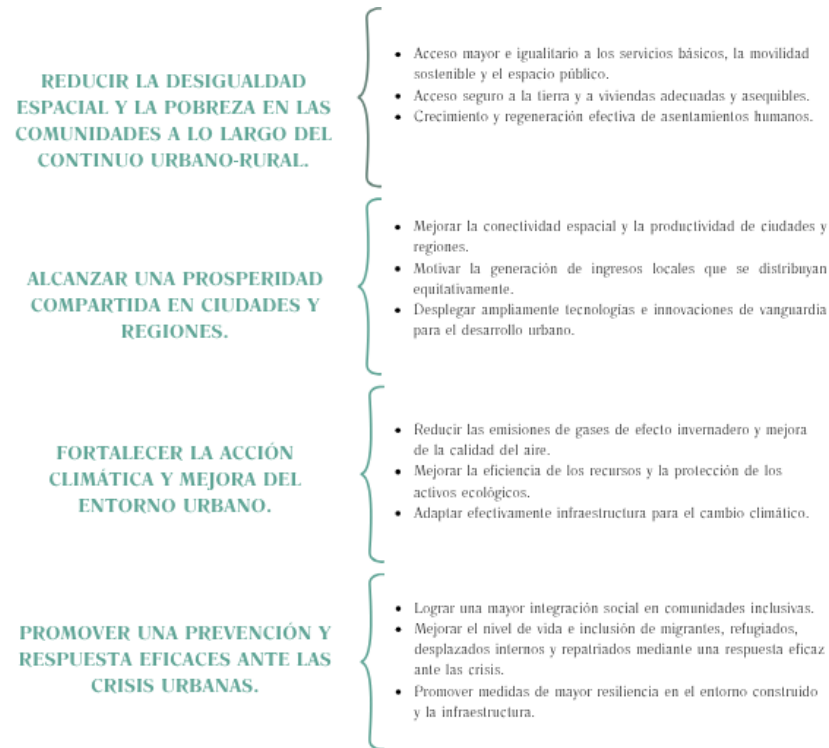 REDUCIR LA DESIGUALDAD
ESPACIAL Y LA POBREZA EN LAS
COMUNIDADES A LO LARGO DEL
CONTINUO URBANO-RURAL.
• Acceso mayor e igualitario a los servicios básicos, la movilidad
sostenible y el espacio público.
• Acceso seguro a la tierra y a viviendas adecuadas y asequibles.
• Crecimiento y regeneración efectiva de asentamientos humanos.
ALCANZAR UNA PROSPERIDAD
COMPARTIDA EN CIUDADES Y
REGIONES.
• Mejorar la conectividad espacial y la productividad de ciudades y
regiones.
• Motivar la generación de ingresos locales que se distribuyan
equitativamente.
• Desplegar ampliamente tecnologías e innovaciones de vanguardia
para el desarrollo urbano.
FORTALECER LA ACCIÓN
CLIMÁTICA Y MEJORA DEL
ENTORNO URBANO.
• Reducir las emisiones de gases de efecto invernadero y mejora
de la calidad del aire.
• Mejorar la eficiencia de los recursos y la protección de los
activos ecológicos.
• Adaptar efectivamente infraestructura para el cambio climático.
PROMOVER UNA PREVENCIÓN Y
RESPUESTA EFICACES ANTE LAS
CRISIS URBANAS.
• Lograr una mayor integración social en comunidades inclusivas.
• Mejorar el nivel de vida e inclusión de migrantes, refugiados,
desplazados internos y repatriados mediante una respuesta eficaz
ante las crisis.
• Promover medidas de mayor resiliencia en el entorno construido
y la infraestructura.